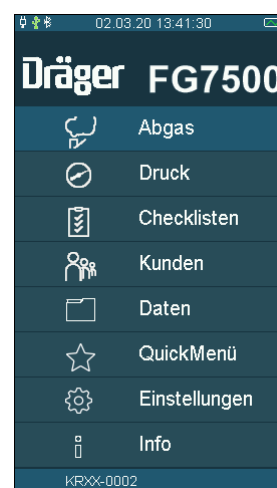 02.03.20 13:41:30
Dräger FG7500
Abgas
Druck
Checklisten
Kunden
Daten
QuickMenü
Einstellungen
Info
KRXX-0002